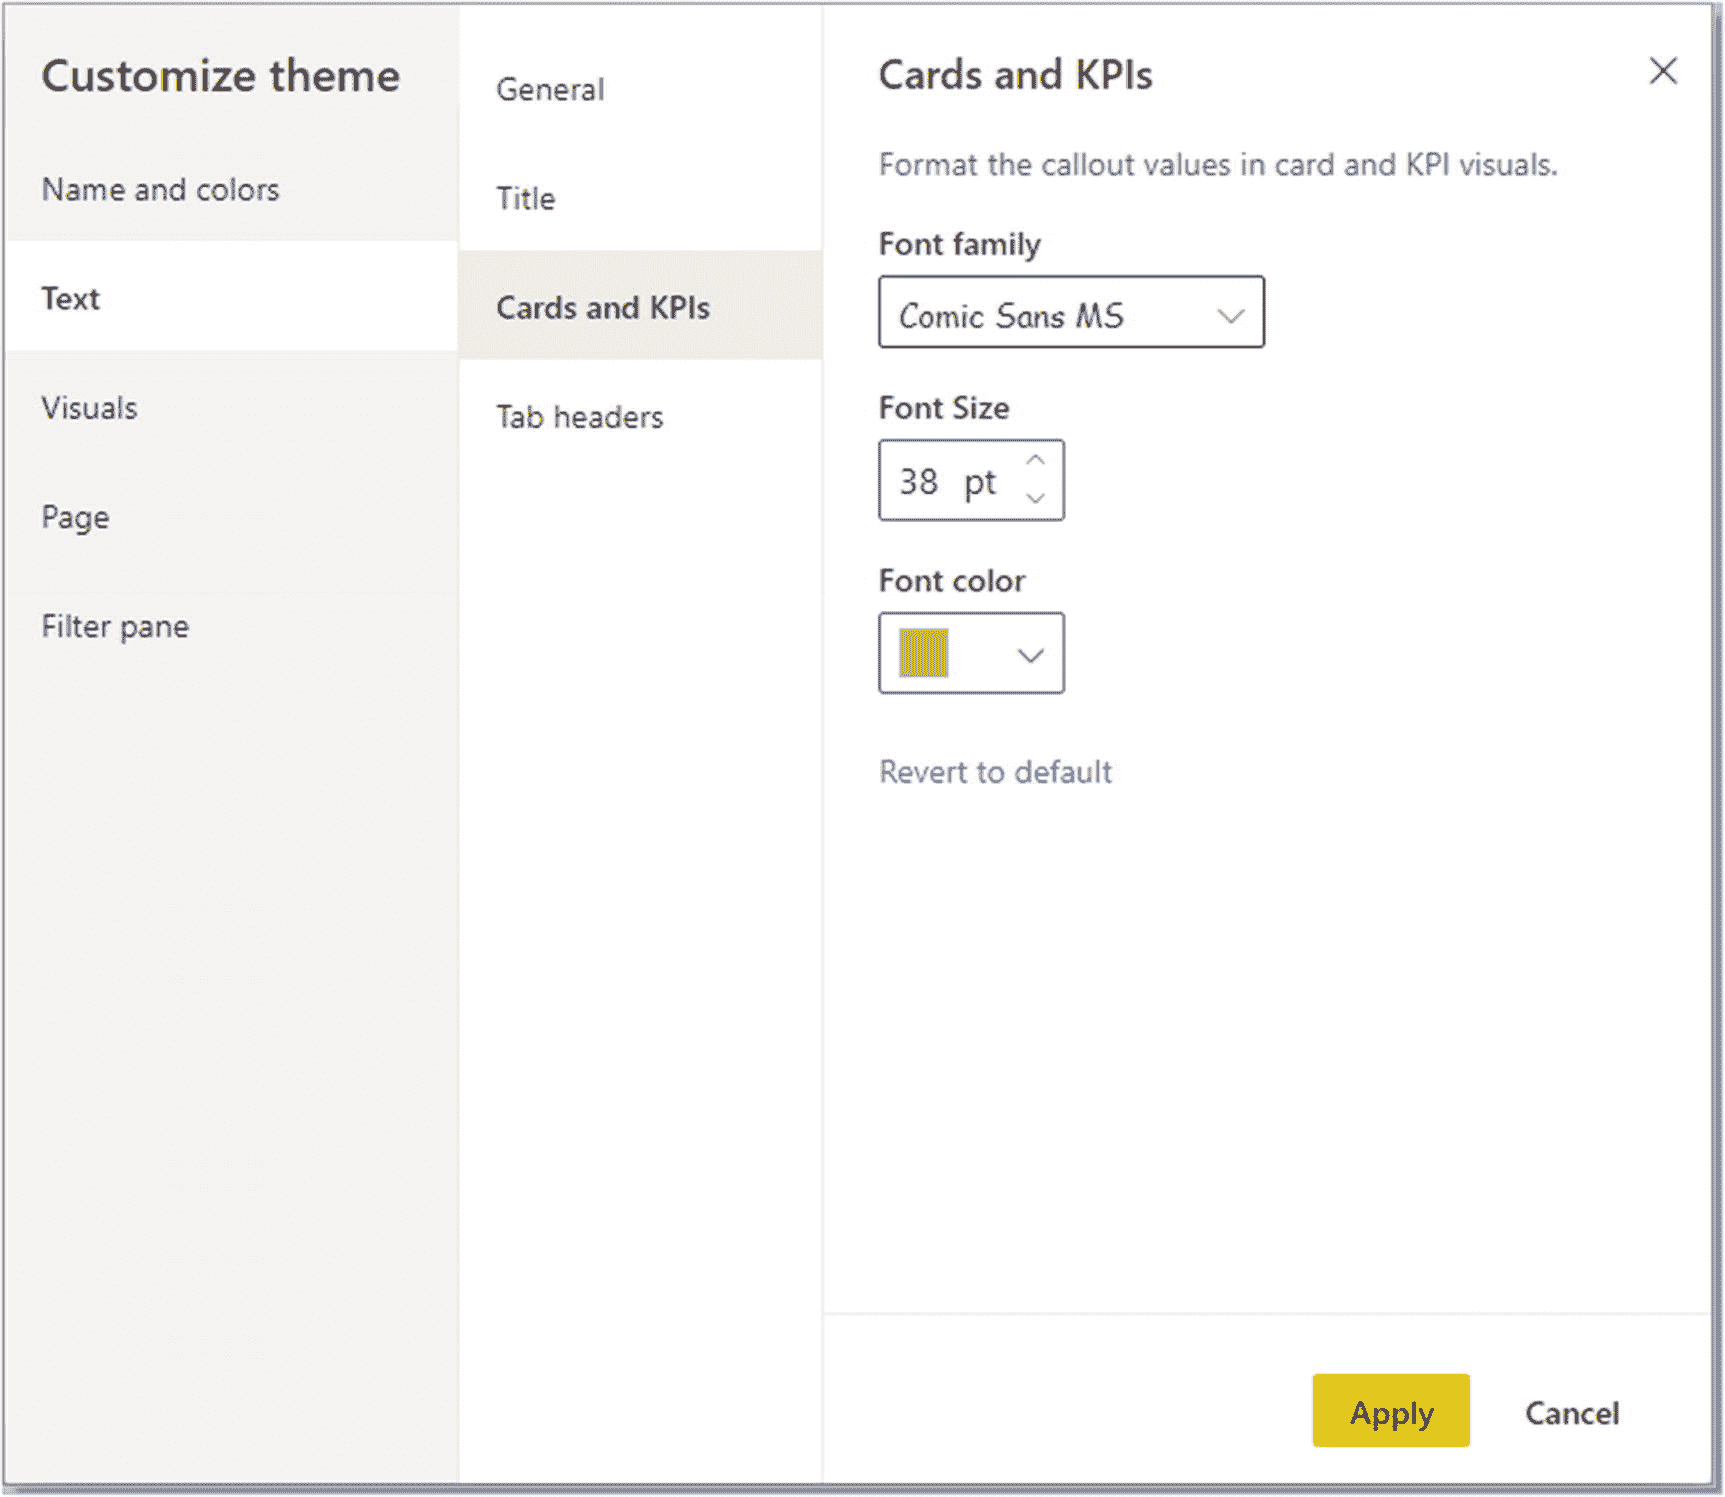 Customize theme
Name and colors
Text
Visuals
Page
Filter pane
General
Title
Cards and KPIs
Tab headers
Cards and KPIs
Format the callout values in card and KPI visuals.
Font family
Comic Sans MS
Font Size
38 pt
Font color
Revert to default
Apply
Cancel